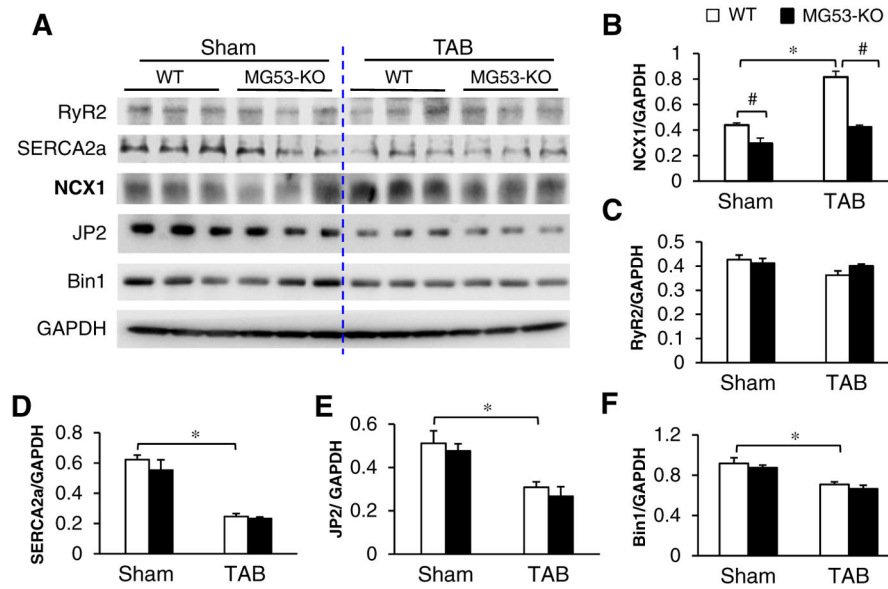 A
Sham TAB
WT MG53-KO WT MG53-KO
RyR2
SERCA2a
NCX1
JP2
Bin1
GAPDH
B
WT MG53-KO
NCX1/GAPDH
1
0.8
0.6
0.4
0.2
0
*
#
#
Sham TAB
C
RyR2/GAPDH
0.5
0.4
0.3
0.2
0.1
0
Sham TAB
D
SERCA2a/GAPDH
0.8
0.6
0.4
0.2
0
*
Sham TAB
E
JP2/ GAPDH
0.6
0.4
0.2
0
*
Sham TAB
F
Bin1/GAPDH
1.2
0.8
0.4
0
*
Sham TAB